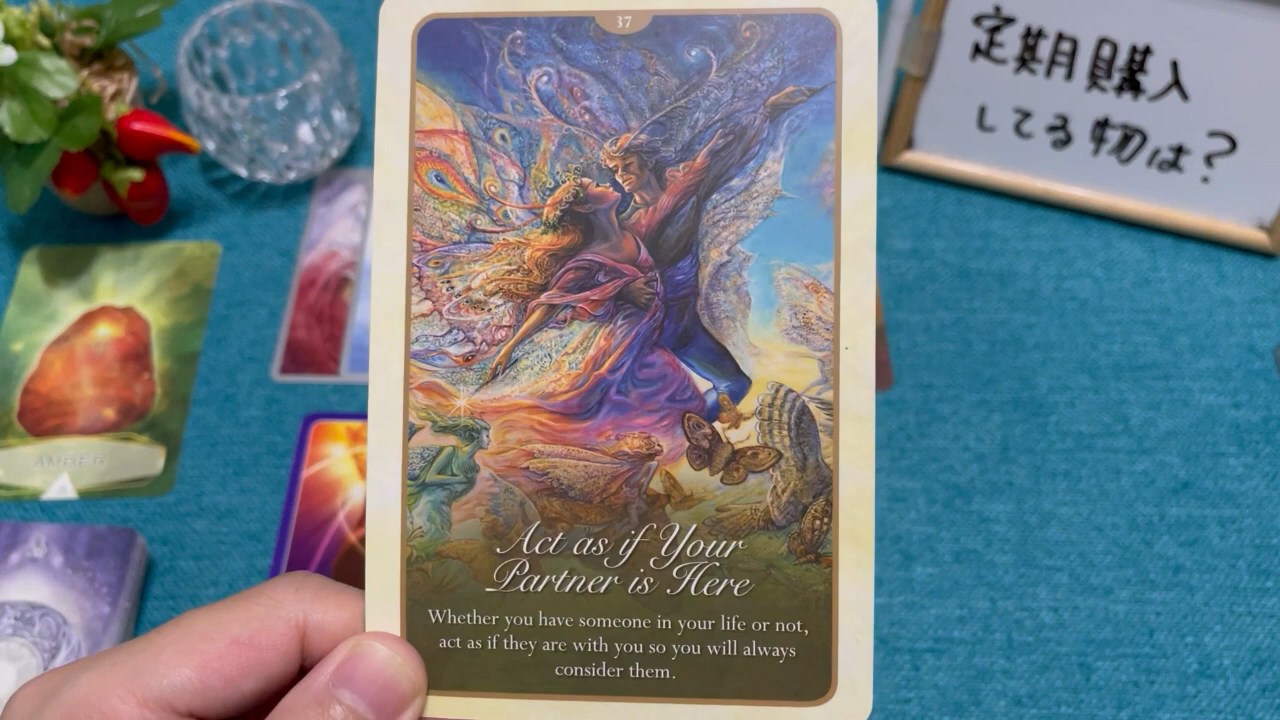 37
Act as if Your
Partner is Here
Whether you have someone in your life or not,
act as if they are with you so you will always
consider them.
定期月購入
してる物は?
AMBER